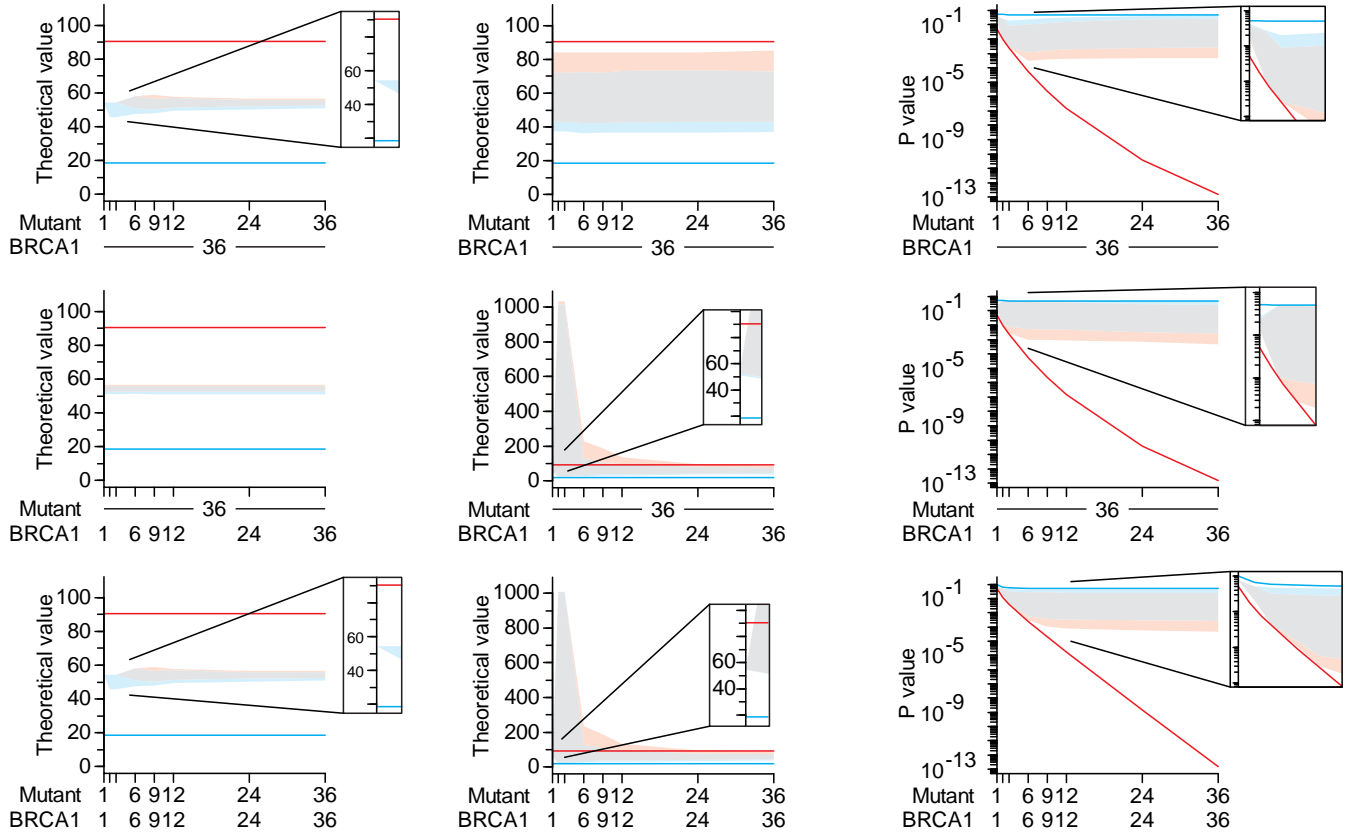 Theoretical value
100
80
60
40
20
0
60
40
Mutant 1 6 9 12 24 36
BRCA1 36
Theoretical value
100
80
60
40
20
0
1 6 9 12 24 36
36
P value
10-1
10-5
10-9
10-13
Mutant 1 6 9 12 24 36
BRCA1 36
Theoretical value
100
80
60
40
20
0
Mutant 36
BRCA1 1 6 9 12 24 36
Theoretical value
1000
800
600
400
200
0
60
40
Mutant 36
BRCA1 1 6 9 12 24 36
P value
10-1
10-5
10-9
10-13
Mutant 36
BRCA1 1 6 9 12 24 36
Theoretical value
100
80
60
40
20
0
60
40
Mutant 1 6 9 12 24 36
BRCA1 1 6 9 12 24 36
Theoretical value
1000
800
600
400
200
0
60
40
Mutant 1 6 9 12 24 36
BRCA1 1 6 9 12 24 36
P value
10-1
10-5
10-9
10-13
Mutant 1 6 9 12 24 36
BRCA1 1 6 9 12 24 36